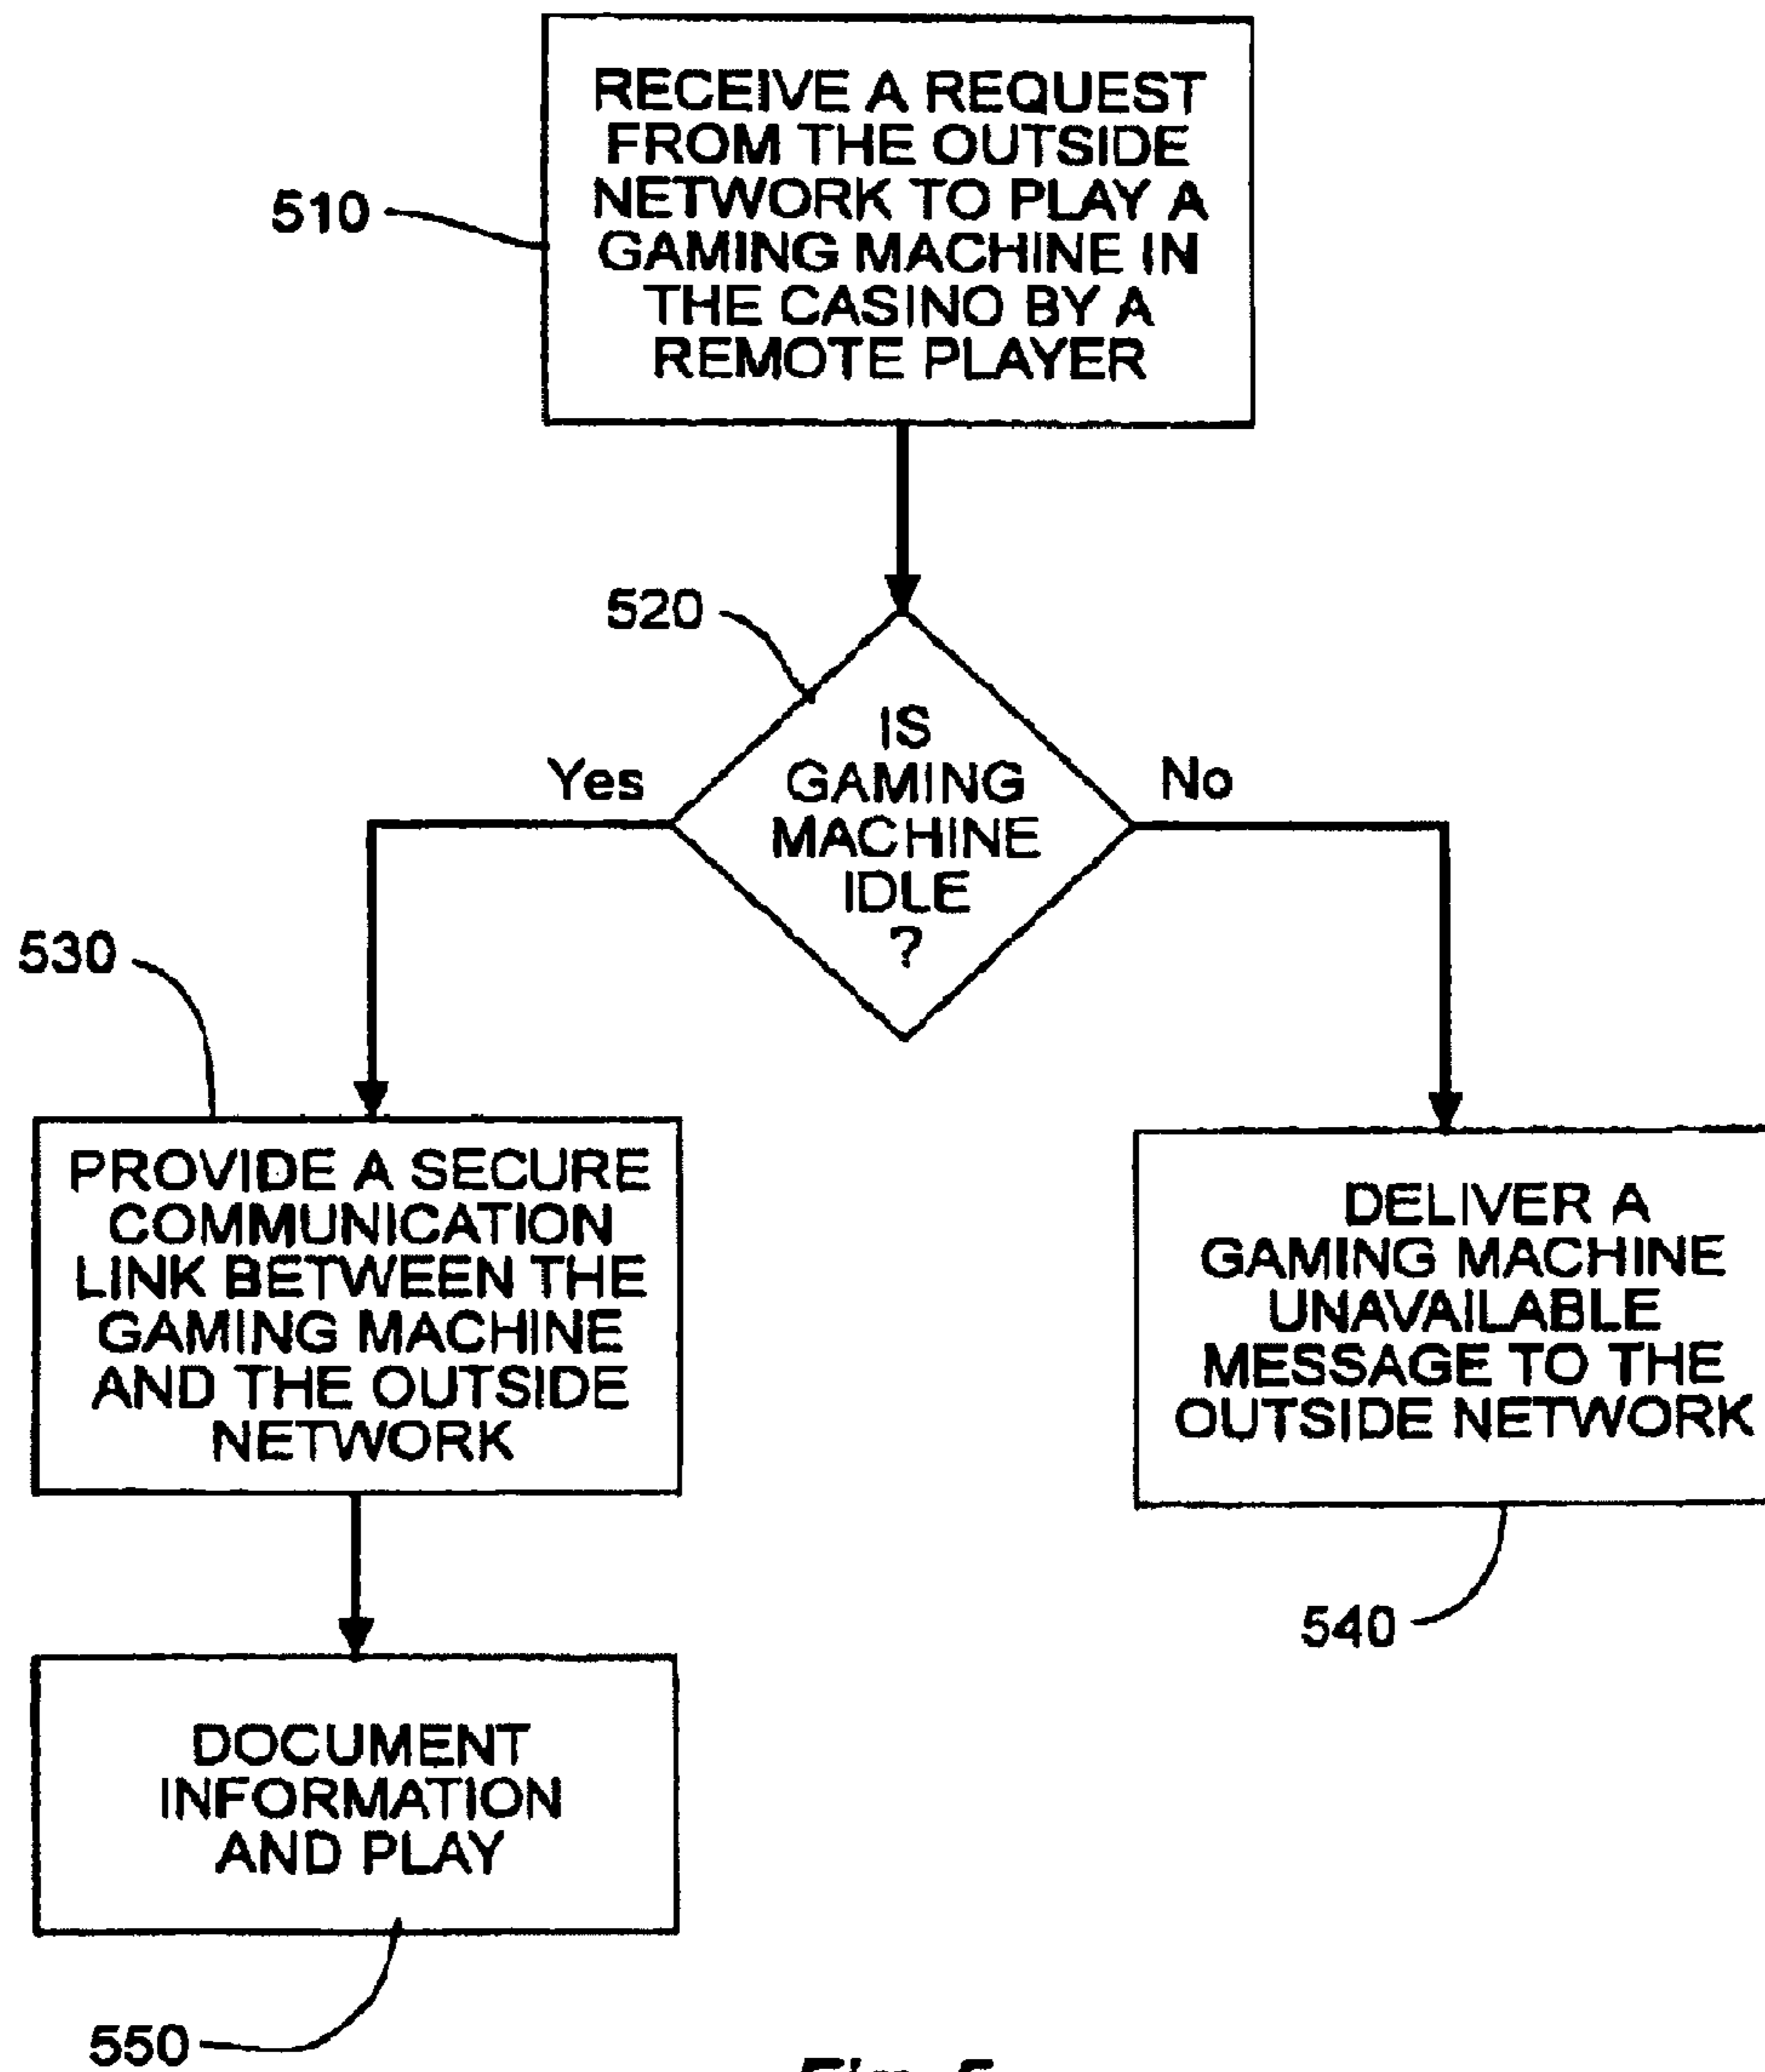 RECEIVE A REQUEST
FROM THE OUTSIDE
NETWORK TO PLAY A
GAMING MACHINE IN
THE CASINO BY A
REMOTE PLAYER
510
520
IS
GAMING
MACHINE
IDLE
?
Yes
No
530
PROVIDE A SECURE
COMMUNICATION
LINK BETWEEN THE
GAMING MACHINE
AND THE OUTSIDE
NETWORK
DELIVER A
GAMING MACHINE
UNAVAILABLE
MESSAGE TO THE
OUTSIDE NETWORK
540
DOCUMENT
INFORMATION
AND PLAY
550